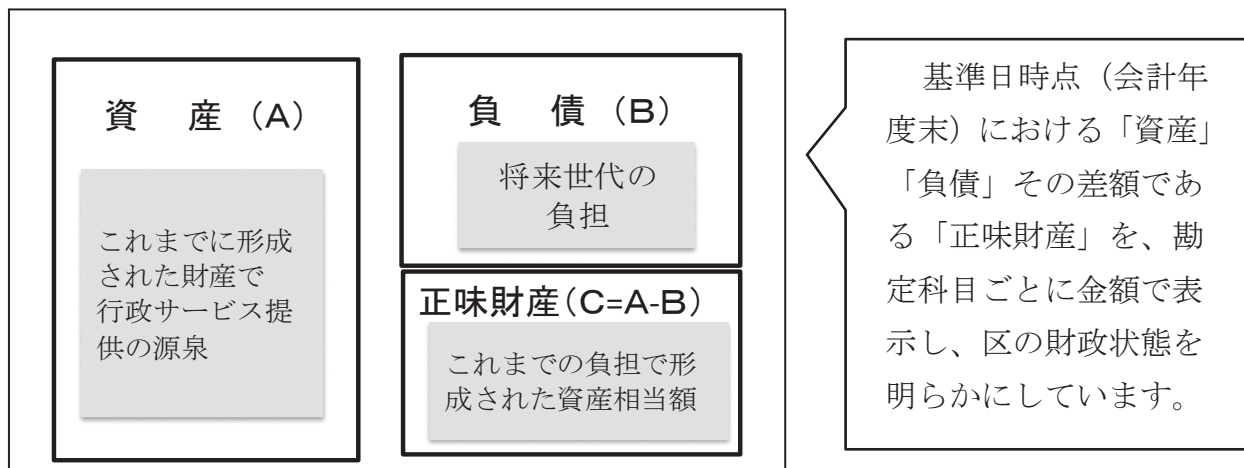 資 産 (A)
これまでに形成
された財産で
行政サービス提
供の源泉
負 債 (B)
将来世代の
負担
正味財産(C=A-B)
これまでの負担で形
成された資産相当額
基準日時点（会計年
度末）における「資産」
「負債」その差額であ
る「正味財産」を、勘
定科目ごとに金額で表
示し、区の財政状態を
明らかにしています。